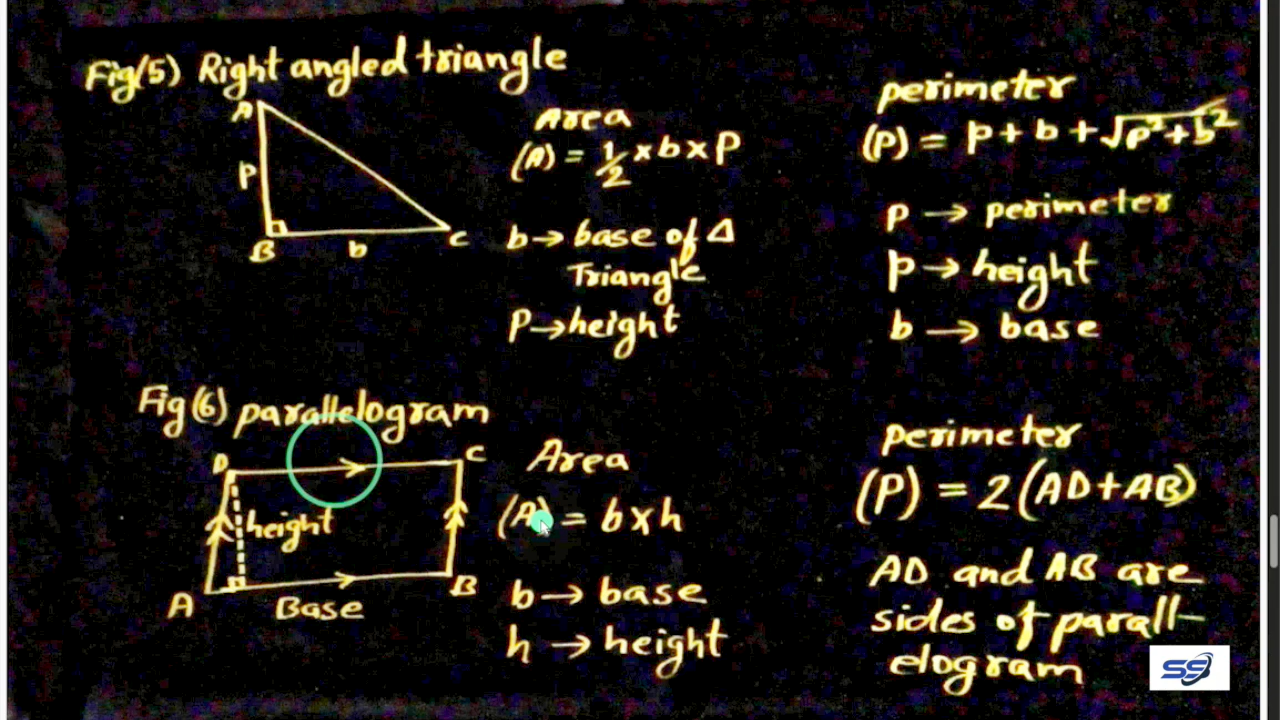 Fig(5) Right angled triangle
A
p
B
b
C
Area
(A) = 1/2 x b x p
b → base of Δ
Triangle
P → height
perimeter
(P) = p + b + √p²+b²
p → perimeter
p → height
b → base
Fig(6) parallelogram
D
C
height
A
Base
B
Area
(A) = b x h
b → base
h → height
perimeter
(P) = 2(AD+AB)
AD and AB are
sides of parall-
elogram
S9